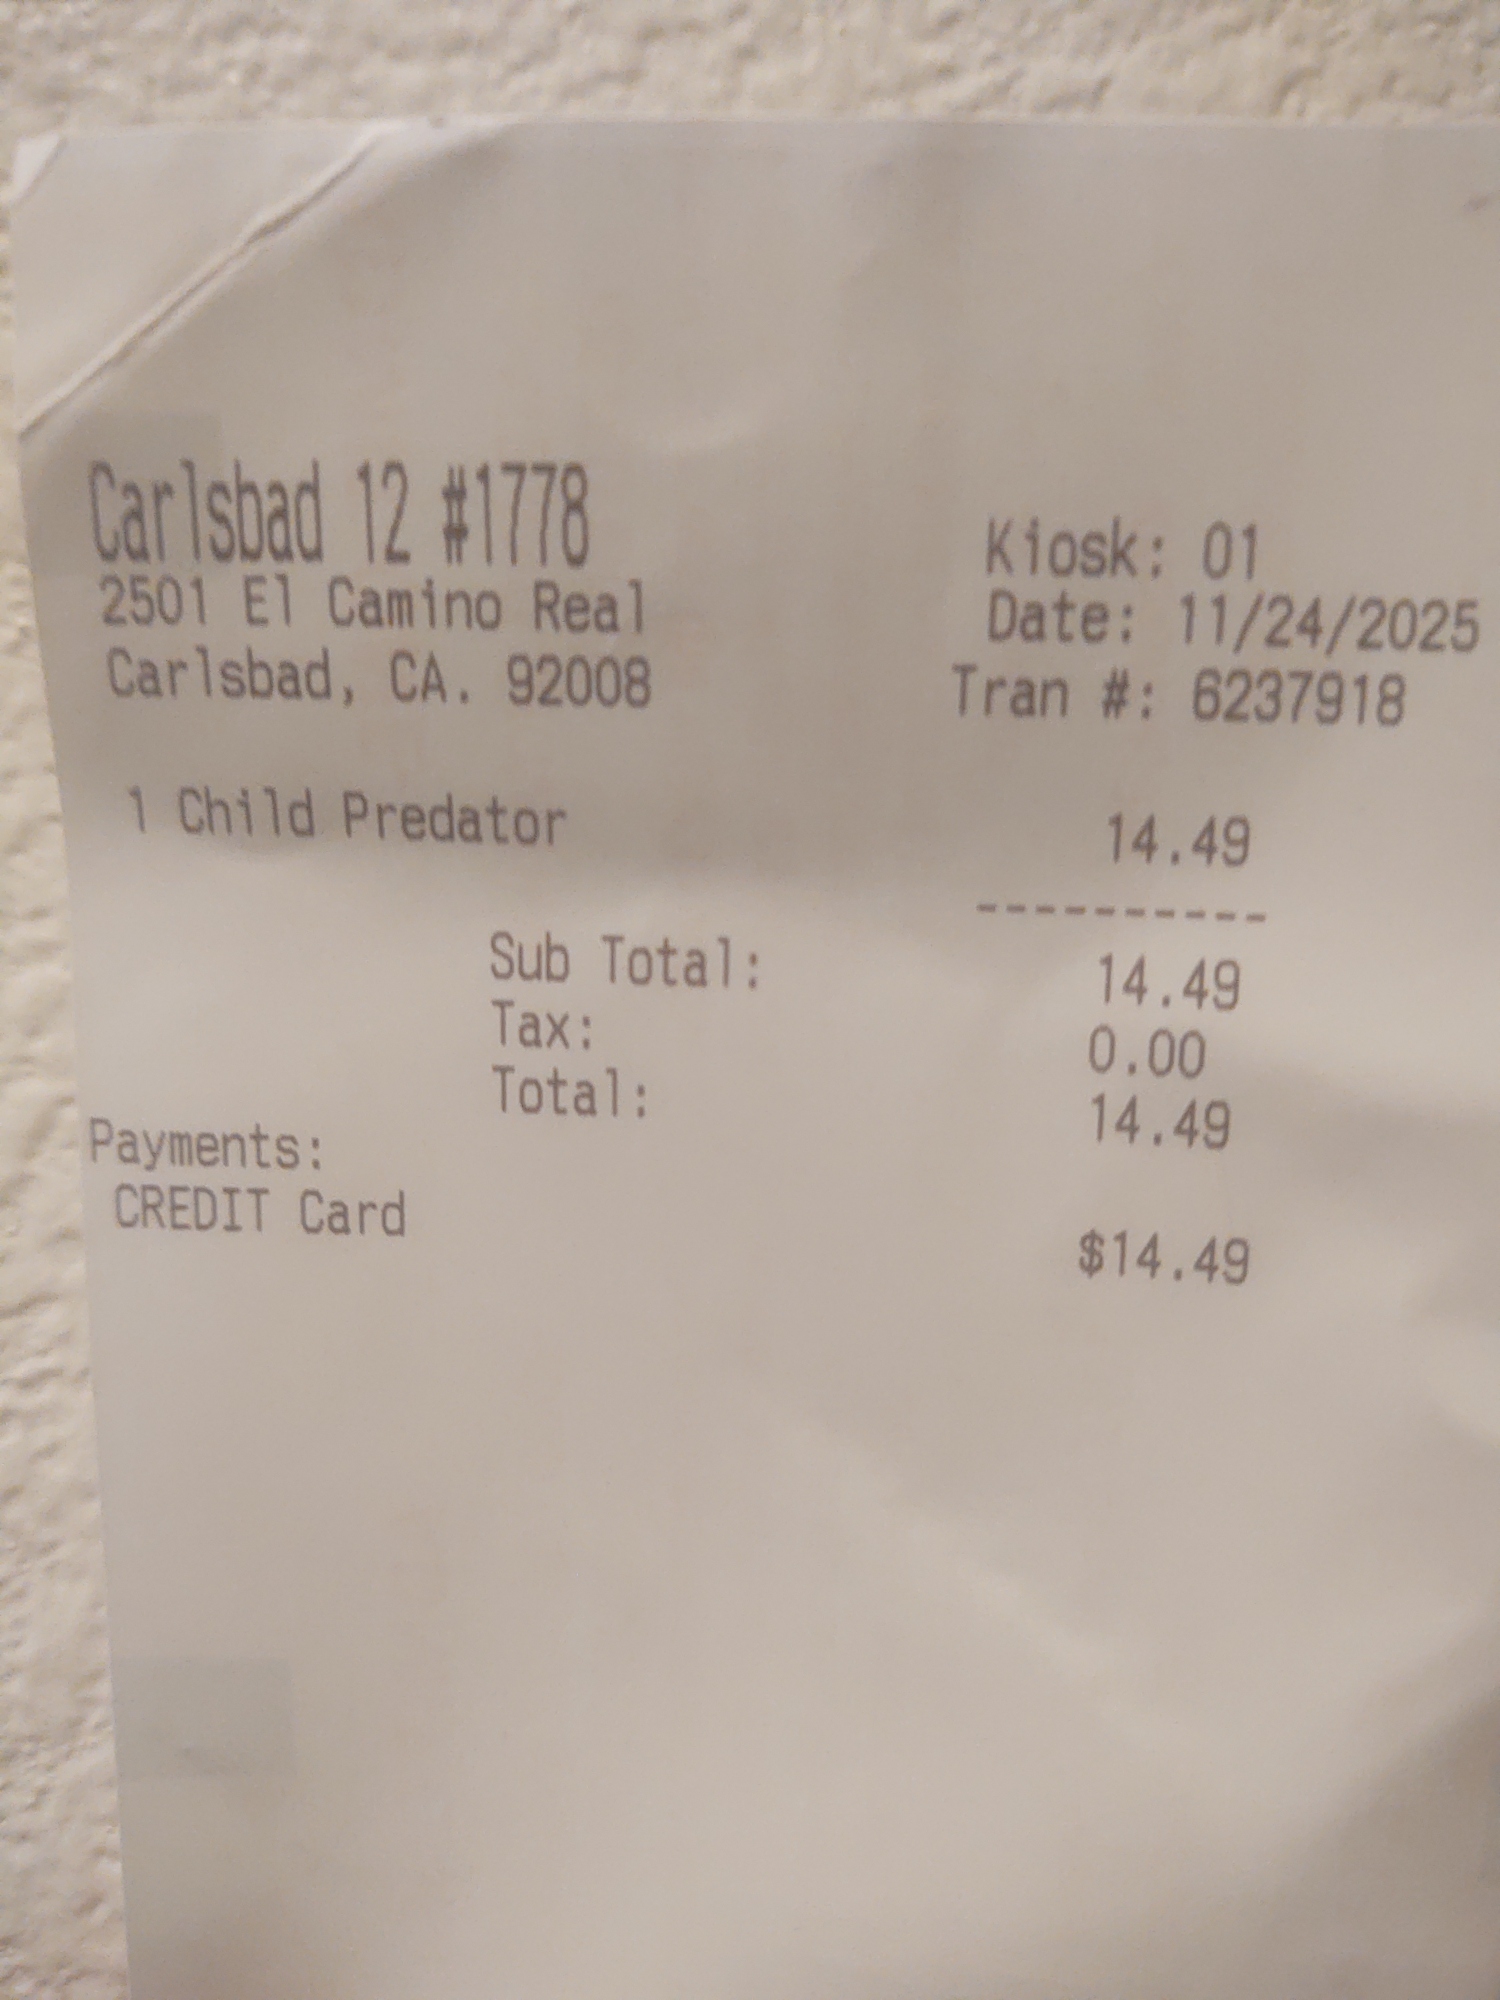 Carlsbad 12 #1778
2501 El Camino Real
Carlsbad, CA. 92008
Kiosk: 01
Date: 11/24/2025
Tran #: 6237918
1 Child Predator 14.49
----------
Sub Total: 14.49
Tax: 0.00
Total: 14.49
Payments:
CREDIT Card $14.49